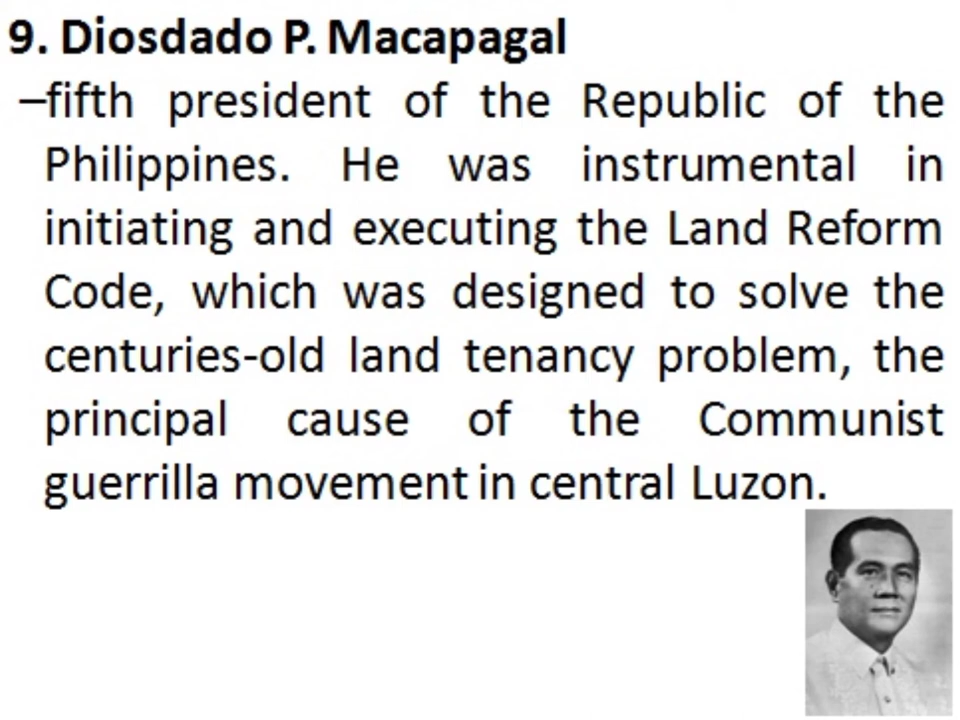 9. Diosdado P. Macapagal
–fifth president of the Republic of the
Philippines. He was instrumental in
initiating and executing the Land Reform
Code, which was designed to solve the
centuries-old land tenancy problem, the
principal cause of the Communist
guerrilla movement in central Luzon.